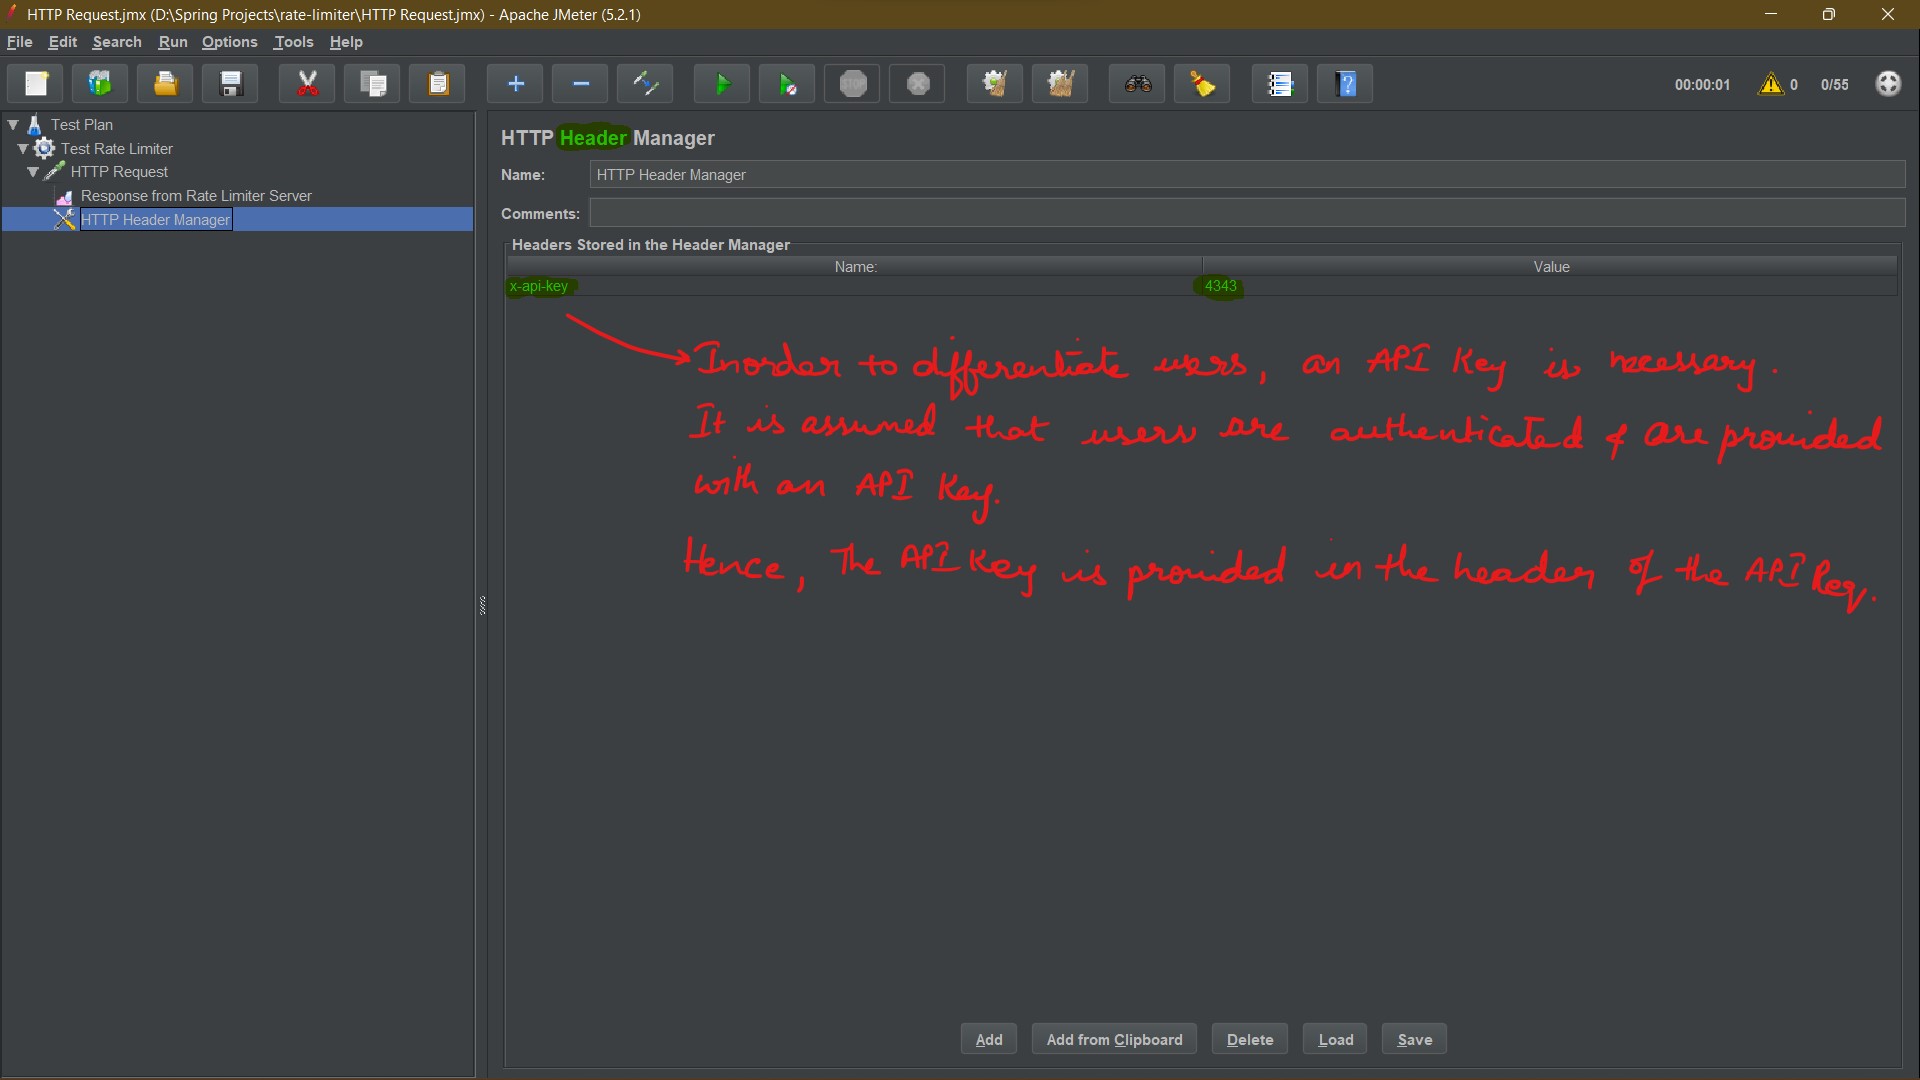 HTTP Request.jmx (D:\Spring Projects\rate-limiter\HTTP Request.jmx) - Apache JMeter (5.2.1)
File Edit Search Run Options Tools Help
STOP
00:00:01 0 0/55
Test Plan
Test Rate Limiter
HTTP Request
Response from Rate Limiter Server
HTTP Header Manager
HTTP Header Manager
Name: HTTP Header Manager
Comments:
Headers Stored in the Header Manager
Name: Value
x-api-key 4343
Inorder to differentiate users, an API Key is necessary.
It is assumed that users are authenticated & are provided
with an API Key.
Hence, The API Key is provided in the header of the API Req.
Add Add from Clipboard Delete Load Save